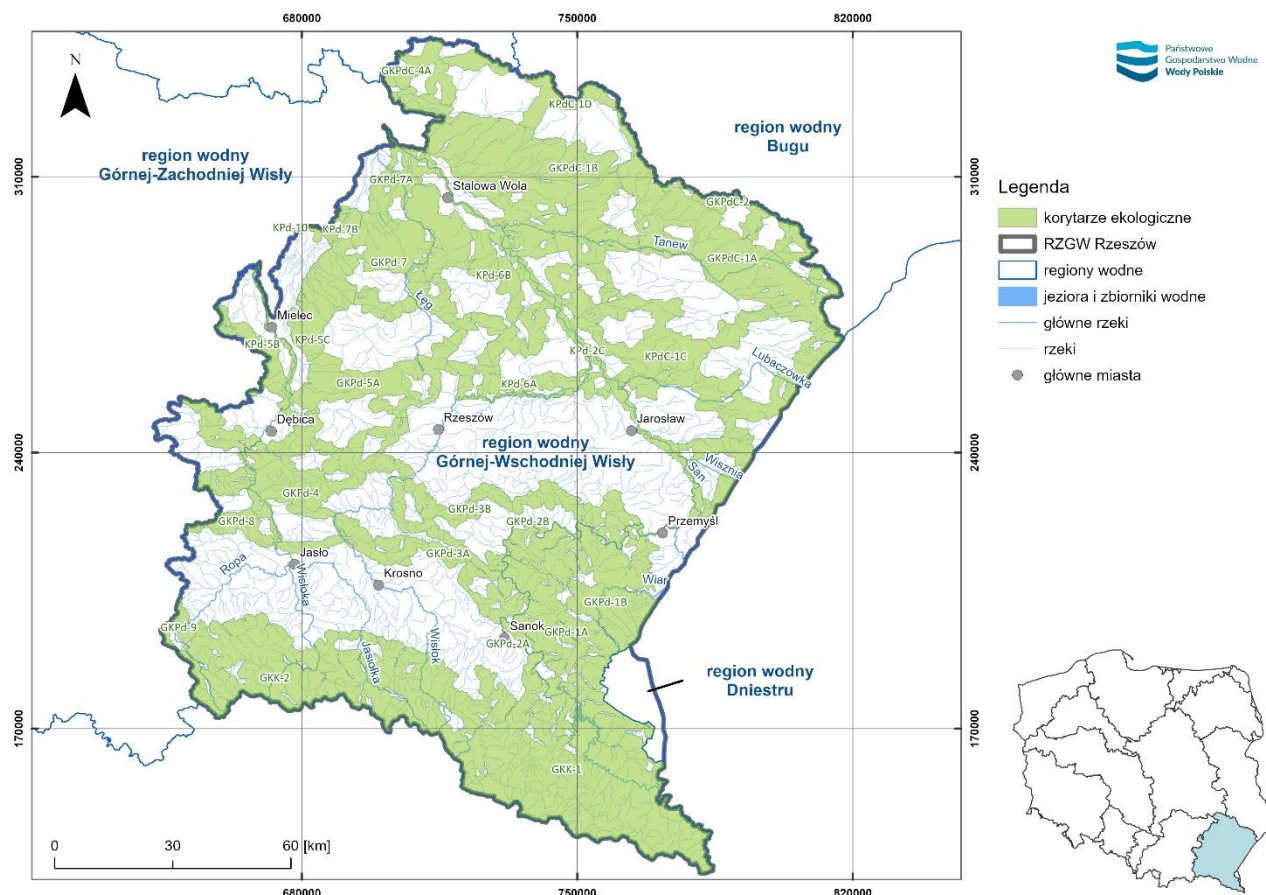 680000
750000
820000
Państwowe
Gospodarstwo Wodne
Wody Polskie
N
GKPdC-4A
KPdC-1D
region wodny
Bugu
region wodny
Górnej-Zachodniej Wisły
310000
310000
GKPd-7A
GKPdC-1B
Stalowa Wola
GKPdC-2
KPd-1D
KPd-7B
GKPd-7
Tanew
GKPdC-1A
KPd-6B
Łęg
Mielec
KPd-5B
KPd-5C
KPd-2C
KPdC-1C
Lubaczówka
GKPd-5A
KPd-6A
Dębica
Rzeszów
Jarosław
region wodny
Górnej-Wschodniej Wisły
240000
240000
Wisznia
San
GKPd-4
GKPd-3B
GKPd-2B
Przemyśl
GKPd-8
GKPd-3A
Jasło
Ropa
Wisłoka
Krosno
Wiar
GKPd-1B
GKPd-9
Sanok
GKPd-1A
GKPd-2A
Wisłok
Jasiołka
GKK-2
region wodny
Dniestru
170000
170000
GKK-1
0
30
60 [km]
680000
750000
820000
Legenda
korytarze ekologiczne
RZGW Rzeszów
regiony wodne
jeziora i zbiorniki wodne
główne rzeki
rzeki
główne miasta